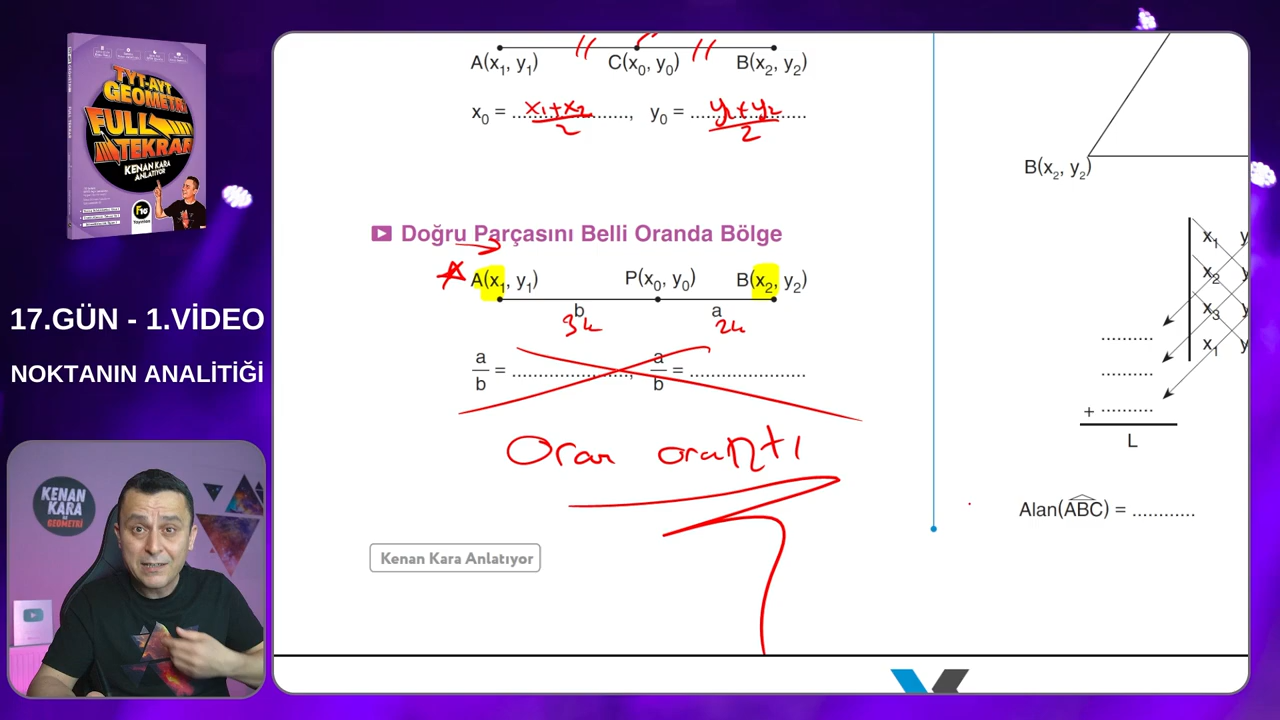 TYT-AYT
GEOMETRİ
FULL
TEKRAR
KENAN KARA
ANLATIYOR
17.GÜN - 1.VİDEO
NOKTANIN ANALİTİĞİ
KENAN
KARA
GEOMETRİ
A(x₁, y₁) C(x₀, y₀) B(x₂, y₂)
x₀ = x₁+x₂/2, y₀ = y₁+y₂/2
Doğru Parçasını Belli Oranda Bölge
A(x₁, y₁) P(x₀, y₀) B(x₂, y₂)
b a
3k 2k
a/b = ...................., a/b = ....................
Oran orantı
Kenan Kara Anlatıyor
B(x₂, y₂)
x₁ y
x₂ y
x₃ y
x₁ y
..........
..........
+ ..........
L
Alan(ABC) = ............